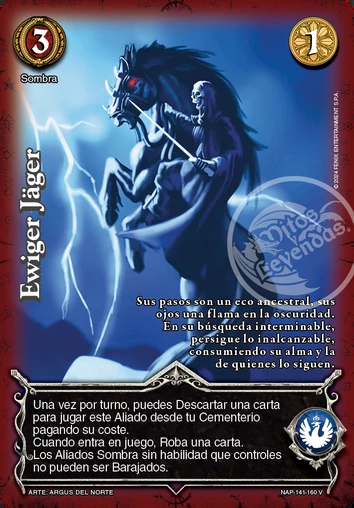 3
1
Sombra
© 2024 FENIX ENTERTAINMENT S.P.A.
Ewiger Jäger
Mitos y
Leyendas
Sus pasos son un eco ancestral, sus
ojos una flama en la oscuridad.
En su búsqueda interminable,
persigue lo inalcanzable,
consumiendo su alma y la
de quienes lo siguen.
Una vez por turno, puedes Descartar una carta
para jugar este Aliado desde tu Cementerio
pagando su coste.
Cuando entra en juego, Roba una carta.
Los Aliados Sombra sin habilidad que controles
no pueden ser Barajados.
ARTE: ARGUS DEL NORTE
NAP-141-160 V